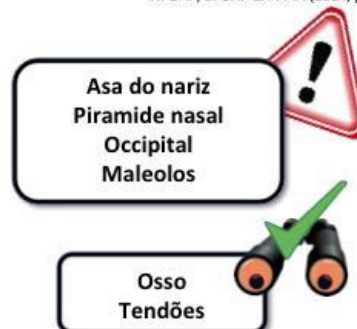 Asa do nariz
Piramide nasal
Occipital
Maleolos
Osso
Tendões